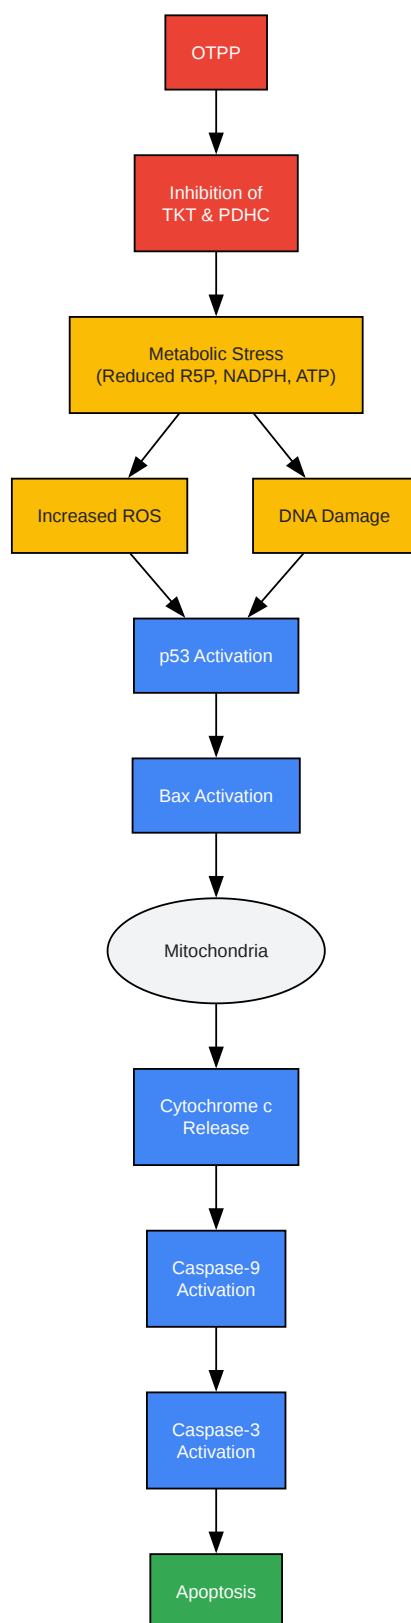 OTPP
Inhibition of
TKT & PDHC
Metabolic Stress
(Reduced R5P, NADPH, ATP)
Increased ROS
DNA Damage
p53 Activation
Bax Activation
Mitochondria
Cytochrome c
Release
Caspase-9
Activation
Caspase-3
Activation
Apoptosis